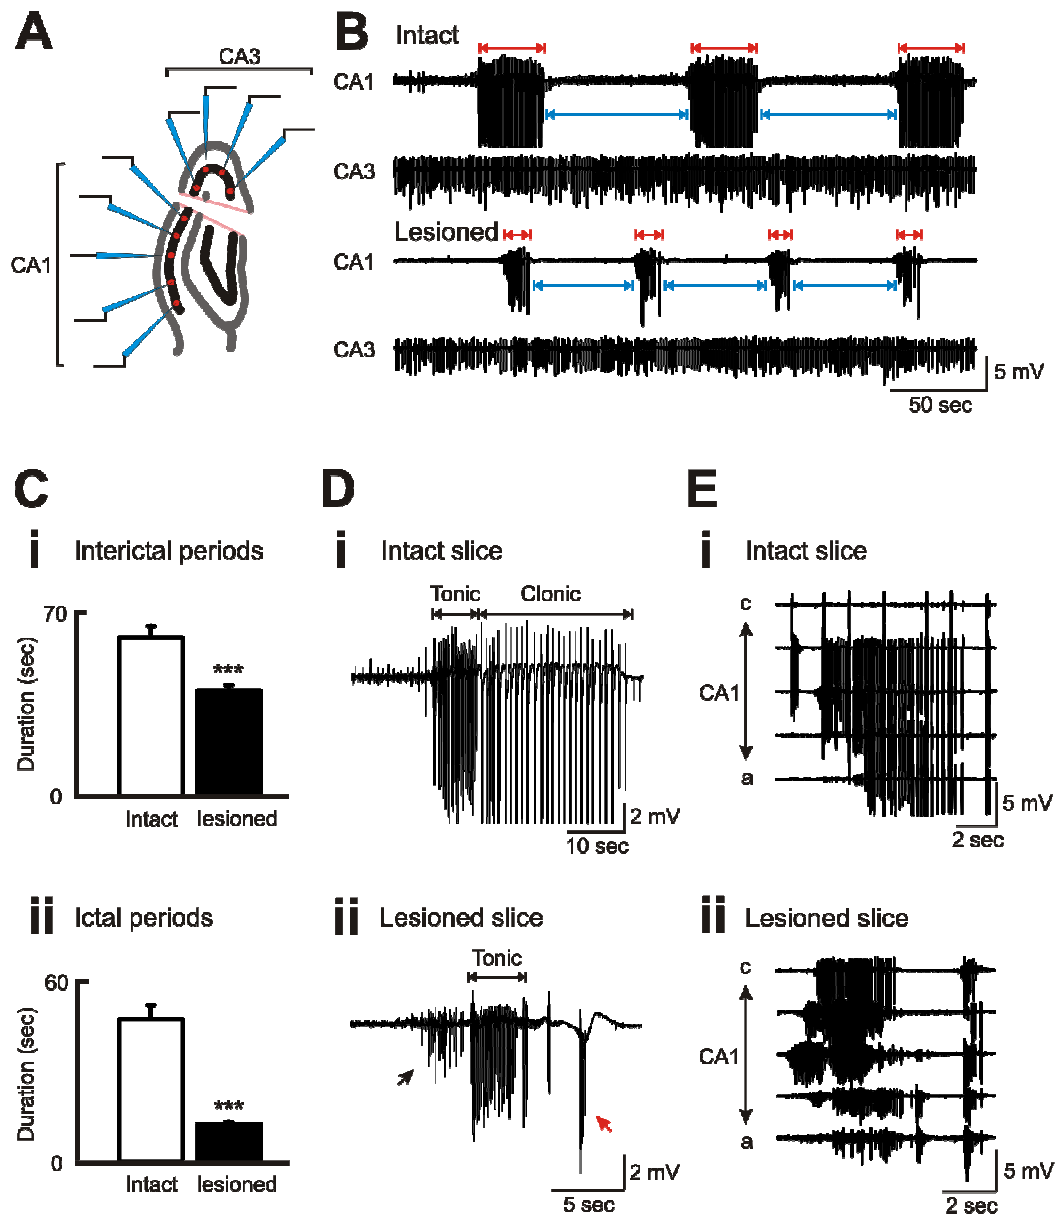 A
CA3
CA1
B
Intact
CA1
CA3
Lesioned
CA1
CA3
5 mV
50 sec
C
i Interictal periods
70
Duration (sec)
***
0
Intact lesioned
ii Ictal periods
60
Duration (sec)
***
0
Intact lesioned
D
i Intact slice
Tonic Clonic
2 mV
10 sec
ii Lesioned slice
Tonic
2 mV
5 sec
E
i Intact slice
c
CA1
a
5 mV
2 sec
ii Lesioned slice
c
CA1
a
5 mV
2 sec